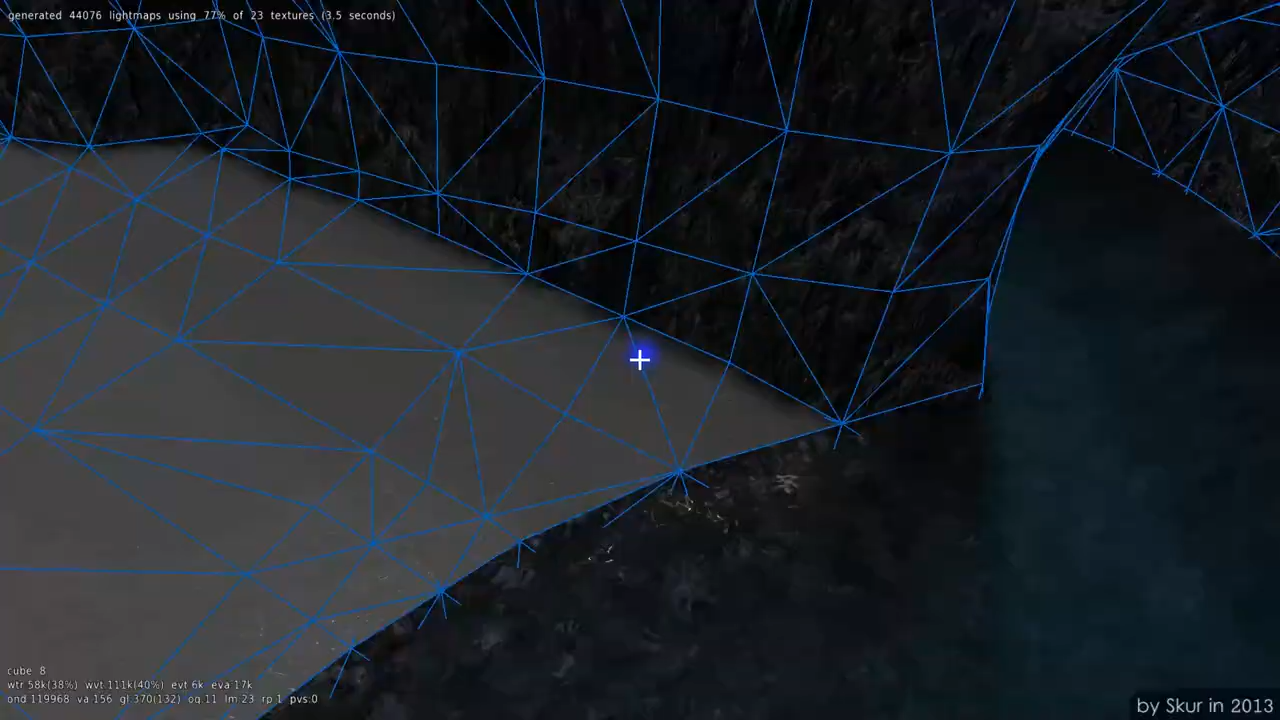 generated 44076 lightmaps using 77% of 23 textures (3.5 seconds)
cube 8
wtr 58k(38%) wvt 111k(40%) evt 6k eva 17k
ond 119968 va 156 gl 370(132) oq 11 lm 23 rp 1 pvs:0
by Skur in 2013